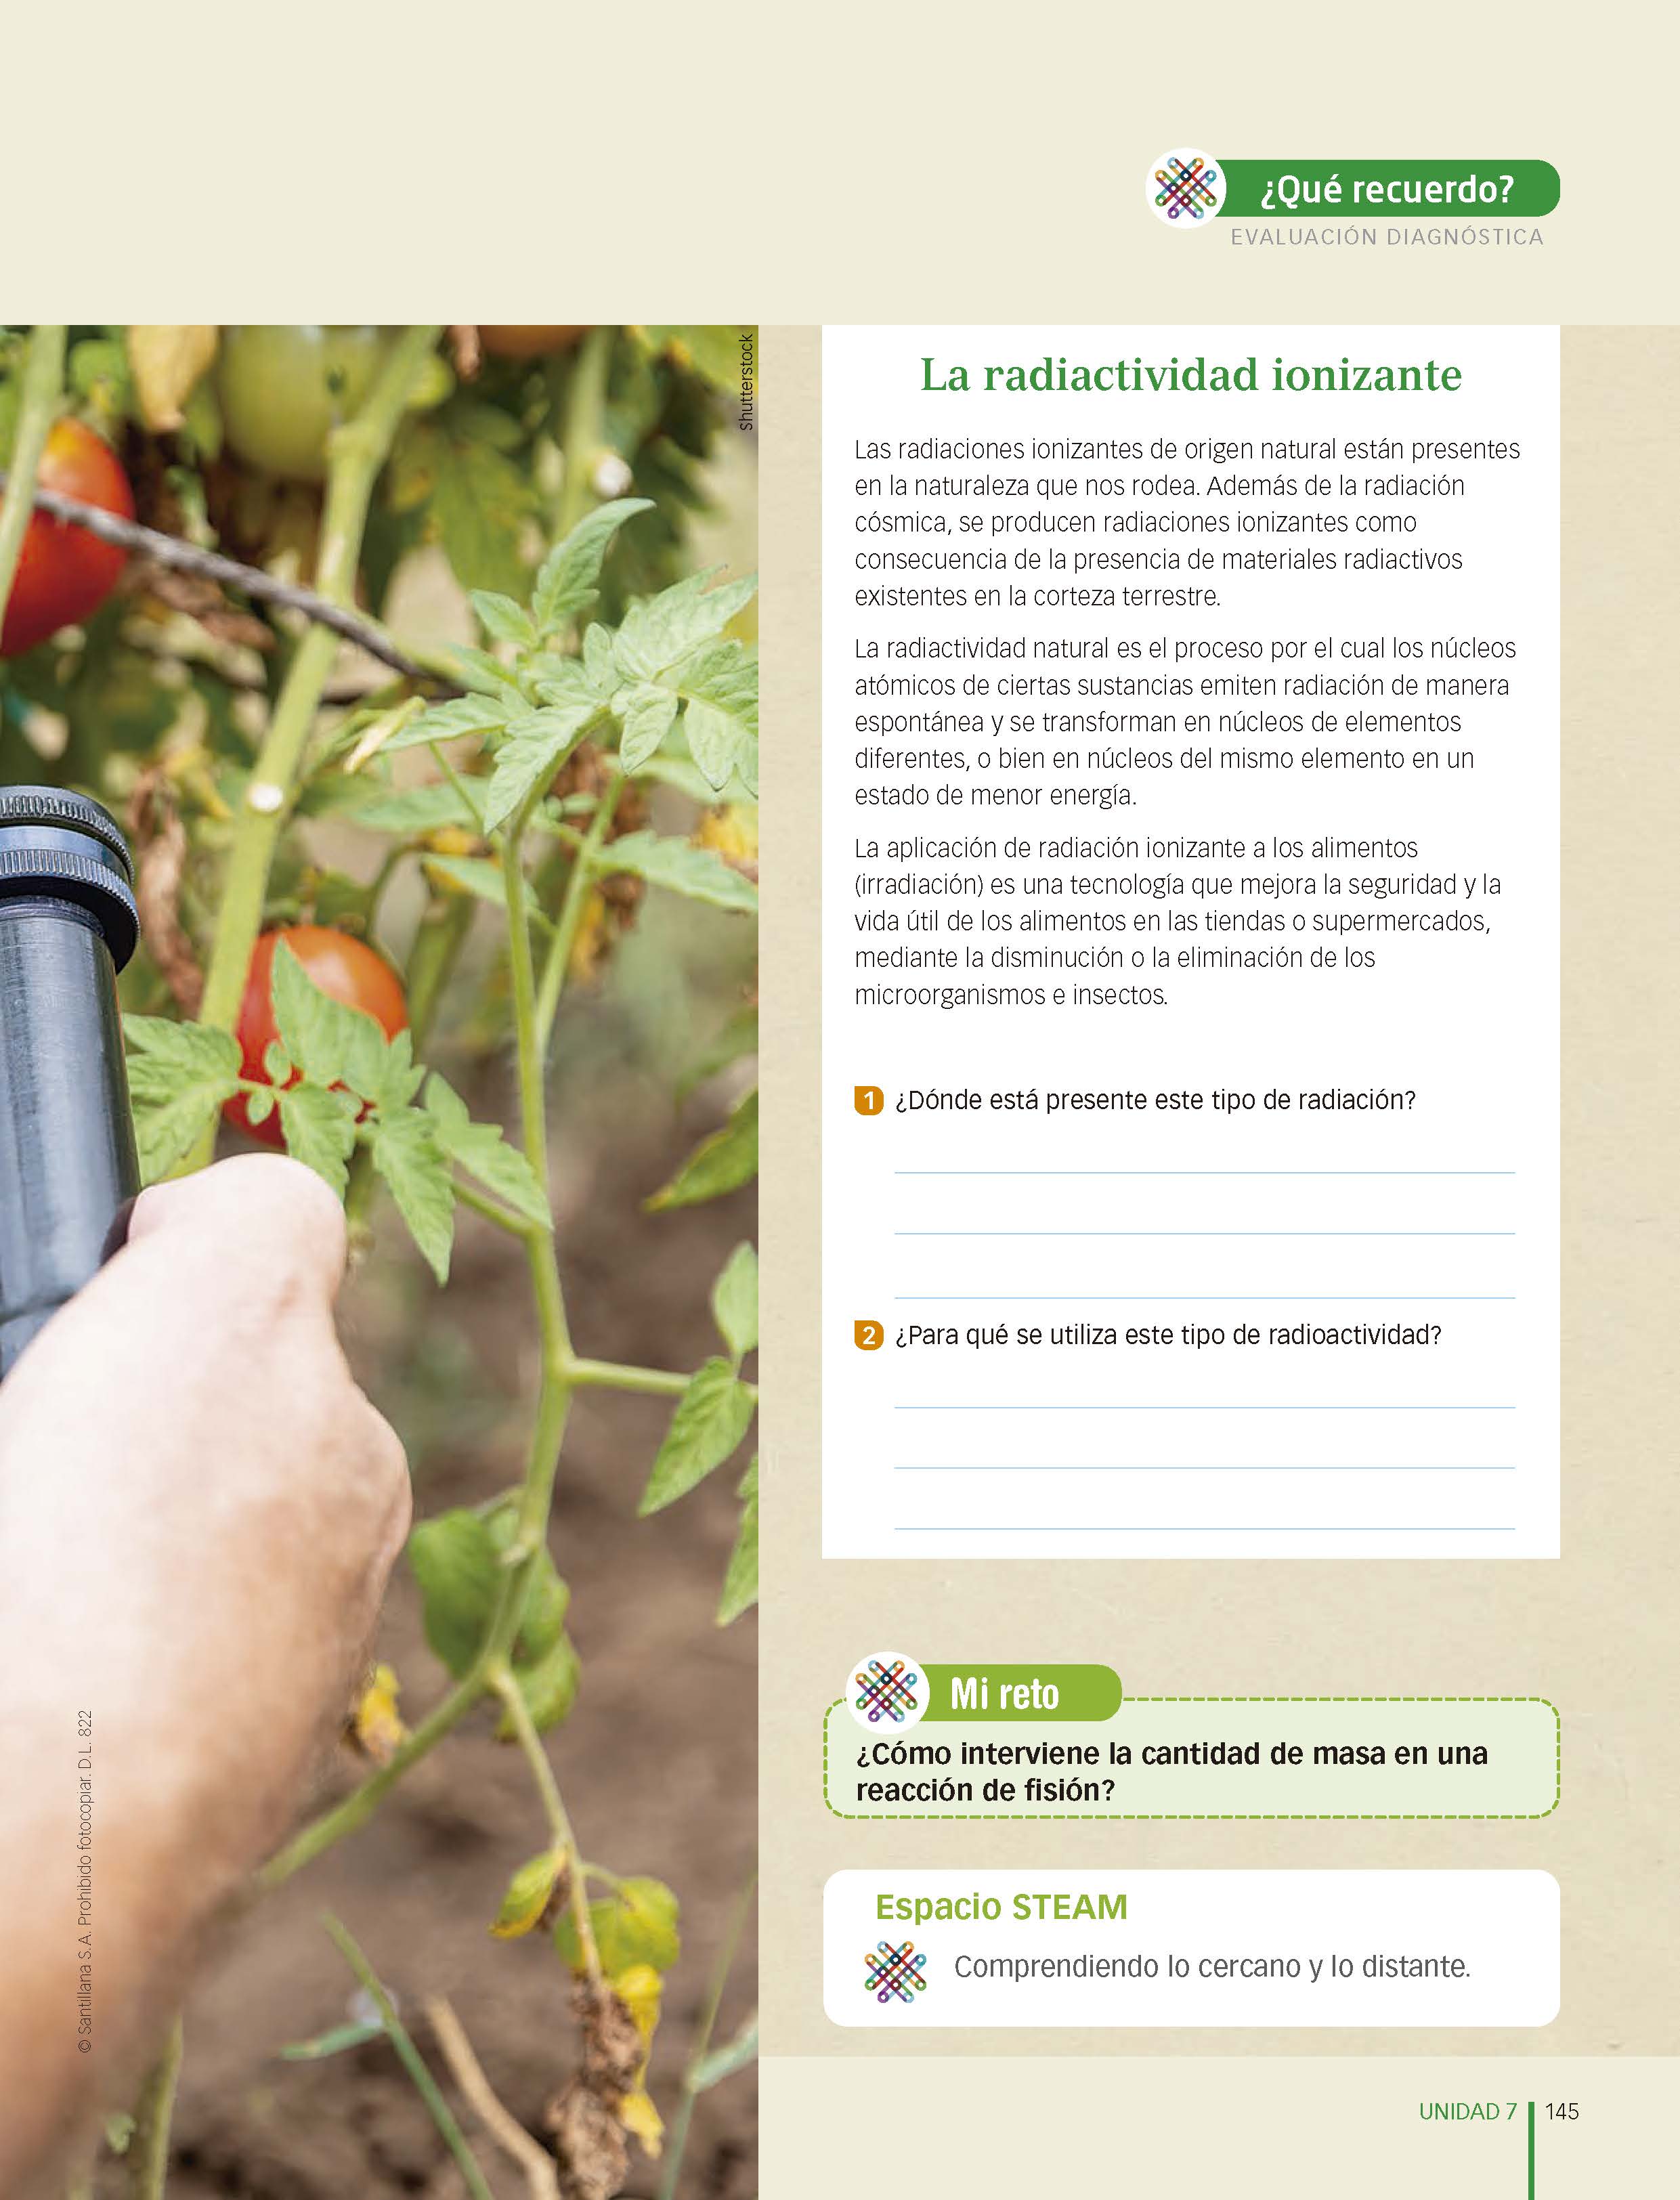 ¿Qué recuerdo?
EVALUACIÓN DIAGNÓSTICA
Shutterstock
La radiactividad ionizante
Las radiaciones ionizantes de origen natural están presentes
en la naturaleza que nos rodea. Además de la radiación
cósmica, se producen radiaciones ionizantes como
consecuencia de la presencia de materiales radiactivos
existentes en la corteza terrestre.
La radiactividad natural es el proceso por el cual los núcleos
atómicos de ciertas sustancias emiten radiación de manera
espontánea y se transforman en núcleos de elementos
diferentes, o bien en núcleos del mismo elemento en un
estado de menor energía.
La aplicación de radiación ionizante a los alimentos
(irradiación) es una tecnología que mejora la seguridad y la
vida útil de los alimentos en las tiendas o supermercados,
mediante la disminución o la eliminación de los
microorganismos e insectos.
1 ¿Dónde está presente este tipo de radiación?
2 ¿Para qué se utiliza este tipo de radioactividad?
Mi reto
¿Cómo interviene la cantidad de masa en una
reacción de fisión?
Espacio STEAM
Comprendiendo lo cercano y lo distante.
© Santillana S.A. Prohibido fotocopiar. D.L. 822
UNIDAD 7 145